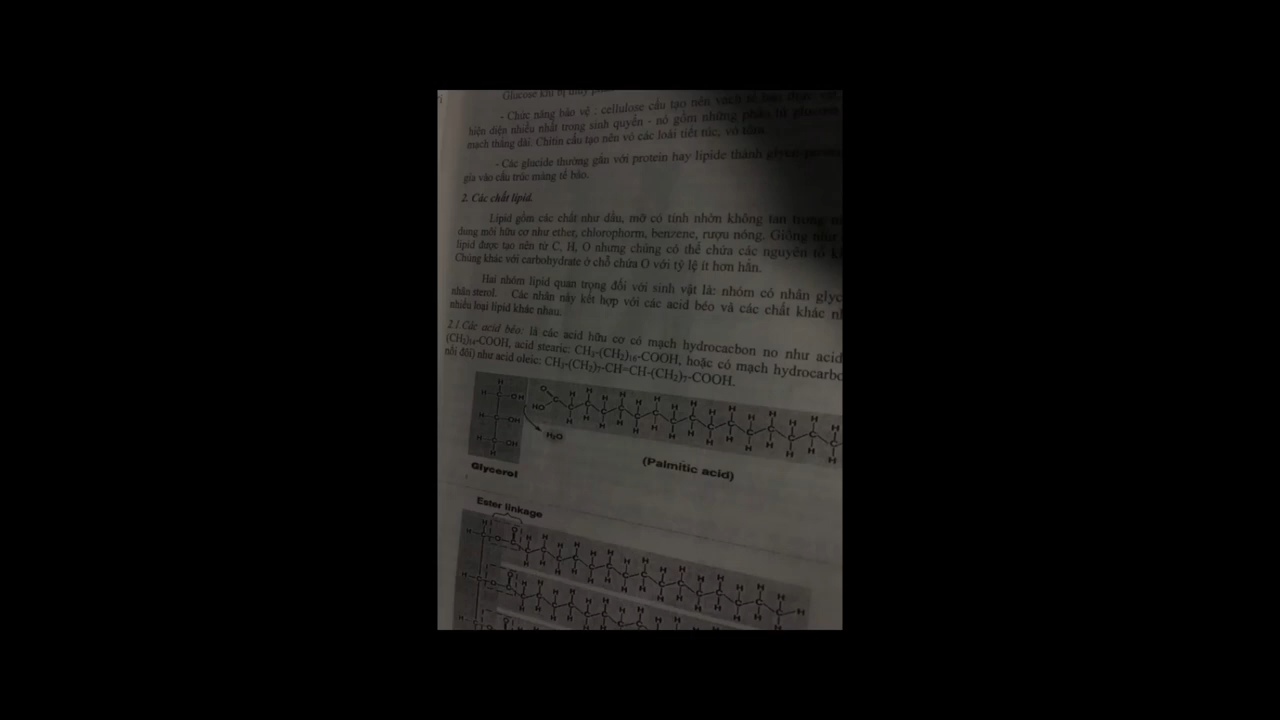 Glucose khi bị thủy
- Chức năng bảo vệ : cellulose cấu tạo nên vách tế bào thực vật
hiện diện nhiều nhất trong sinh quyển - nó gồm những phân tử glucose
mạch thẳng dài. Chitin cấu tạo nên vỏ các loài tiết túc, vỏ tôm.
- Các glucide thường gắn với protein hay lipide thành
gia vào cấu trúc màng tế bào.
2. Các chất lipid.
Lipid gồm các chất như dầu, mỡ có tính nhờn không tan trong
dung môi hữu cơ như ether, chlorophorm, benzene, rượu nóng. Giống như
lipid được tạo nên từ C, H, O nhưng chúng có thể chứa các nguyên tố
Chúng khác với carbohydrate ở chỗ chứa O với tỷ lệ ít hơn hẳn.
Hai nhóm lipid quan trọng đối với sinh vật là: nhóm có nhân glyc
nhân sterol. Các nhân này kết hợp với các acid béo và các chất khác
nhiều loại lipid khác nhau.
2.1.Các acid béo: là các acid hữu cơ có mạch hydrocacbon no như acid
(CH₂)₁₄-COOH, acid stearic: CH₃-(CH₂)₁₆-COOH, hoặc có mạch hydrocarbo
nối đôi) như acid oleic: CH₃-(CH₂)₇-CH=CH-(CH₂)₇-COOH.
H₂O
(Palmitic acid)
Glycerol
Ester linkage